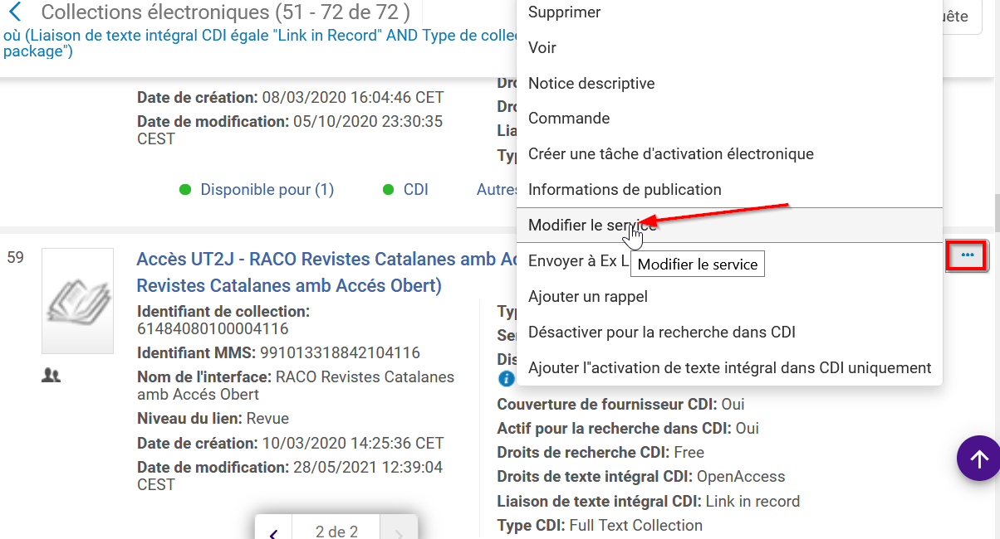 Collections électroniques (51 - 72 de 72 )
où (Liaison de texte intégral CDI égale "Link in Record" AND Type de collec
package")
uête
Supprimer
Voir
Notice descriptive
Commande
Créer une tâche d'activation électronique
Informations de publication
Modifier le service
Envoyer à Ex L
Modifier le service
Ajouter un rappel
Désactiver pour la recherche dans CDI
Ajouter l"activation de texte intégral dans CDI uniquement
Date de création: 08/03/2020 16:04:46 CET
Date de modification: 05/10/2020 23:30:35
CEST
Dro
Dro
Lia
Typ
Disponible pour (1)
CDI
Autres
59
Accès UT2J - RACO Revistes Catalanes amb Ac
Revistes Catalanes amb Accés Obert)
Identifiant de collection:
61484080100004116
Identifiant MMS: 991013318842104116
Nom de l'interface: RACO Revistes Catalanes
amb Accés Obert
Niveau du lien: Revue
Date de création: 10/03/2020 14:25:36 CET
Date de modification: 28/05/2021 12:39:04
CEST
Typ
Ser
Dis
Couverture de fournisseur CDI: Oui
Actif pour la recherche dans CDI: Oui
Droits de recherche CDI: Free
Droits de texte intégral CDI: OpenAccess
Liaison de texte intégral CDI: Link in record
Type CDI: Full Text Collection
2 de 2